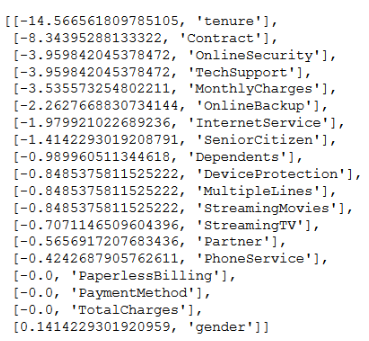 [[-14.566561809785105, 'tenure'],
[-8.34395288133322, 'Contract'],
[-3.959842045378472, 'OnlineSecurity'],
[-3.959842045378472, 'TechSupport'],
[-3.535573254802211, 'MonthlyCharges'],
[-2.2627668830734144, 'OnlineBackup'],
[-1.979921022689236, 'InternetService'],
[-1.4142293019208791, 'SeniorCitizen'],
[-0.989960511344618, 'Dependents'],
[-0.8485375811525222, 'DeviceProtection'],
[-0.8485375811525222, 'MultipleLines'],
[-0.8485375811525222, 'StreamingMovies'],
[-0.7071146509604396, 'StreamingTV'],
[-0.5656917207683436, 'Partner'],
[-0.4242687905762611, 'PhoneService'],
[-0.0, 'PaperlessBilling'],
[-0.0, 'PaymentMethod'],
[-0.0, 'TotalCharges'],
[0.1414229301920959, 'gender']]